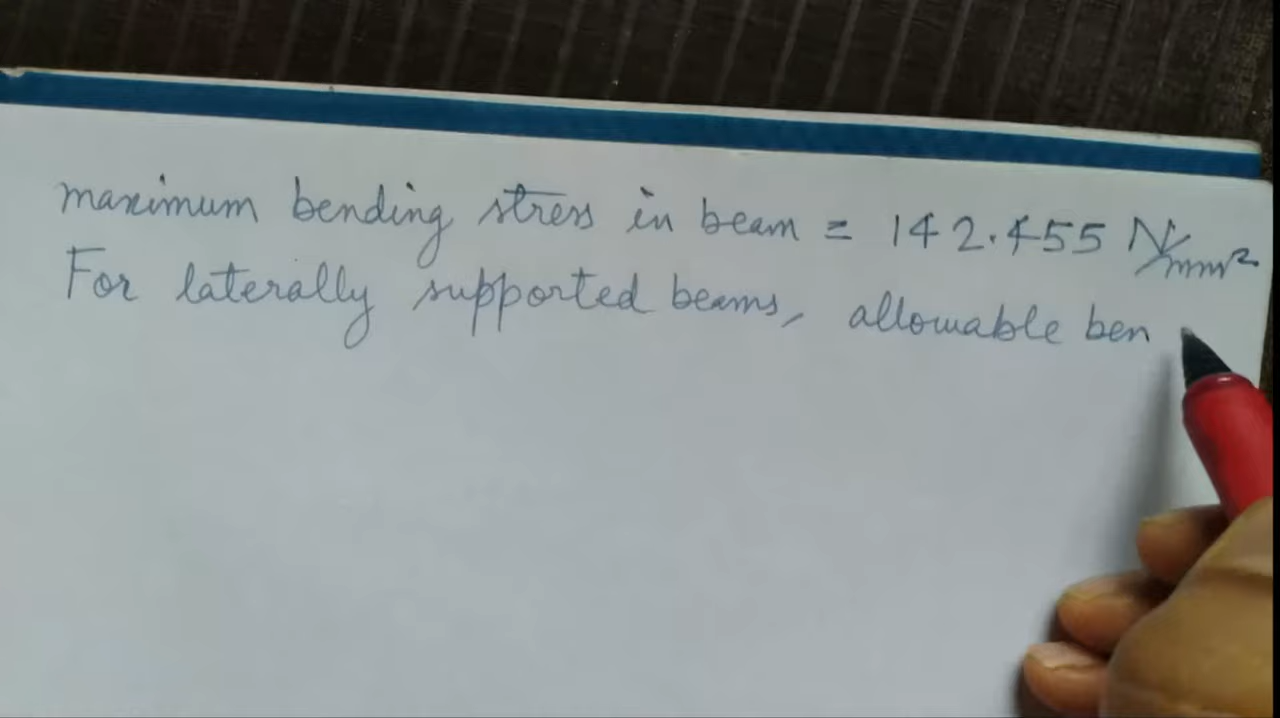 maximum bending stress in beam = 142.455 N/mm²
For laterally supported beams, allowable ben